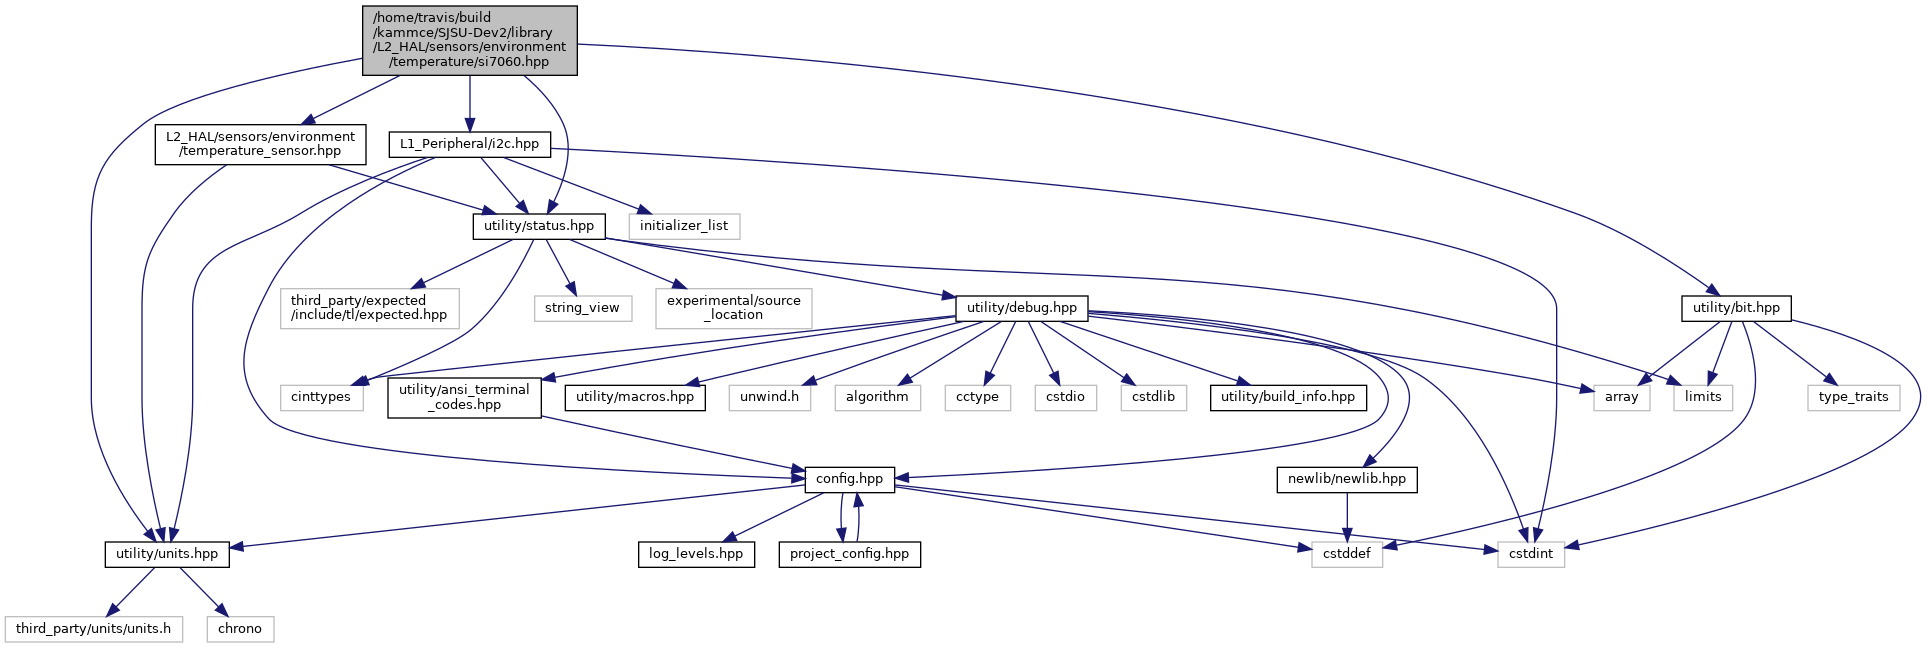 /home/travis/build
/kammce/SJSU-Dev2/library
/L2_HAL/sensors/environment
/temperature/si7060.hpp
L2_HAL/sensors/environment
/temperature_sensor.hpp
L1_Peripheral/i2c.hpp
utility/status.hpp
initializer_list
third_party/expected
/include/tl/expected.hpp
string_view
experimental/source
_location
utility/debug.hpp
utility/bit.hpp
cinttypes
utility/ansi_terminal
_codes.hpp
utility/macros.hpp
unwind.h
algorithm
cctype
cstdio
cstdlib
utility/build_info.hpp
array
limits
type_traits
config.hpp
newlib/newlib.hpp
utility/units.hpp
log_levels.hpp
project_config.hpp
cstddef
cstdint
third_party/units/units.h
chrono